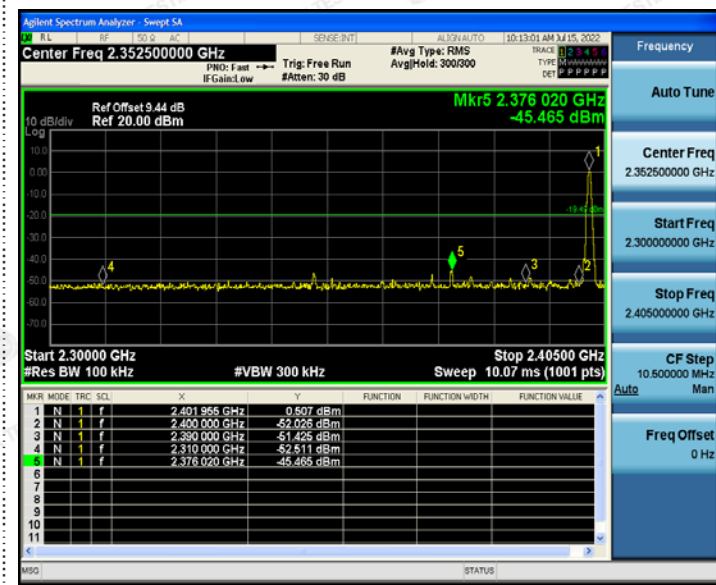 Agilent Spectrum Analyzer - Swept SA
RL RF 50 Ω AC SENSE:INT ALIGN AUTO 10:13:01 AM Jul 15, 2022
Center Freq 2.352500000 GHz
PNO: Fast
IFGain:Low
Trig: Free Run
#Atten: 30 dB
#Avg Type: RMS
Avg|Hold: 300/300
TRACE 1 2 3 4 5 6
TYPE M
DET P P P P P P
Frequency
Auto Tune
Center Freq
2.352500000 GHz
Start Freq
2.300000000 GHz
Stop Freq
2.405000000 GHz
CF Step
10.500000 MHz
Auto Man
Freq Offset
0 Hz
Mkr5 2.376 020 GHz
-45.465 dBm
Ref Offset 9.44 dB
10 dB/div Ref 20.00 dBm
Log
10.0
0.00
-10.0
-20.0
-30.0
-40.0
-50.0
-60.0
-70.0
1
2
3
4
5
Start 2.30000 GHz Stop 2.40500 GHz
#Res BW 100 kHz #VBW 300 kHz Sweep 10.07 ms (1001 pts)
MKR MODE TRC SCL X Y FUNCTION FUNCTION WIDTH FUNCTION VALUE
1 N 1 f 2.401 955 GHz 0.507 dBm
2 N 1 f 2.400 000 GHz -52.026 dBm
3 N 1 f 2.390 000 GHz -51.425 dBm
4 N 1 f 2.310 000 GHz -52.511 dBm
5 N 1 f 2.376 020 GHz -45.465 dBm
6
7
8
9
10
11
MSG STATUS